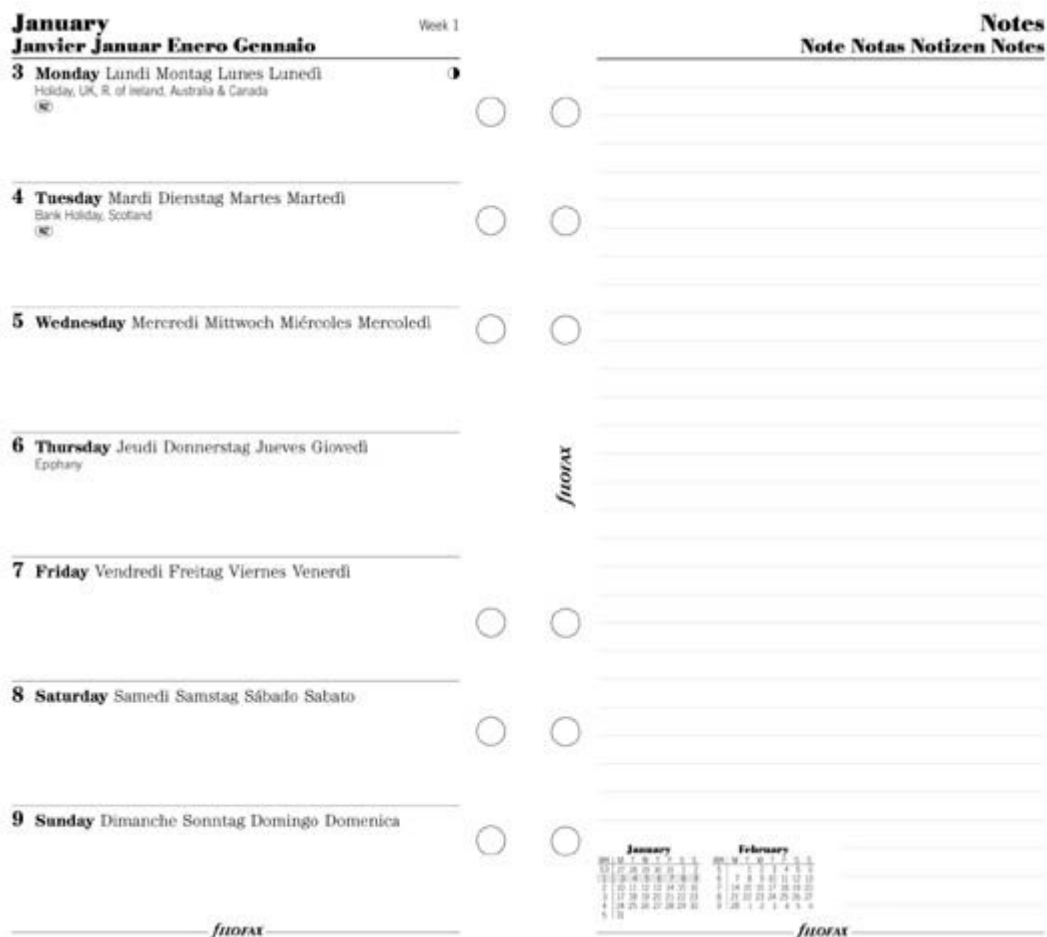 January
Week 1
Janvier Januar Enero Gennaio
3 Monday Lundi Montag Lunes Lunedì
Holiday, UK, R. of Ireland, Australia & Canada
NZ
4 Tuesday Mardi Dienstag Martes Martedì
Bank Holiday, Scotland
NZ
5 Wednesday Mercredi Mittwoch Miércoles Mercoledì
6 Thursday Jeudi Donnerstag Jueves Giovedì
Epiphany
7 Friday Vendredi Freitag Viernes Venerdì
8 Saturday Samedi Samstag Sábado Sabato
9 Sunday Dimanche Sonntag Domingo Domenica
filofax
Notes
Note Notas Notizen Notes
filofax
January
February
filofax